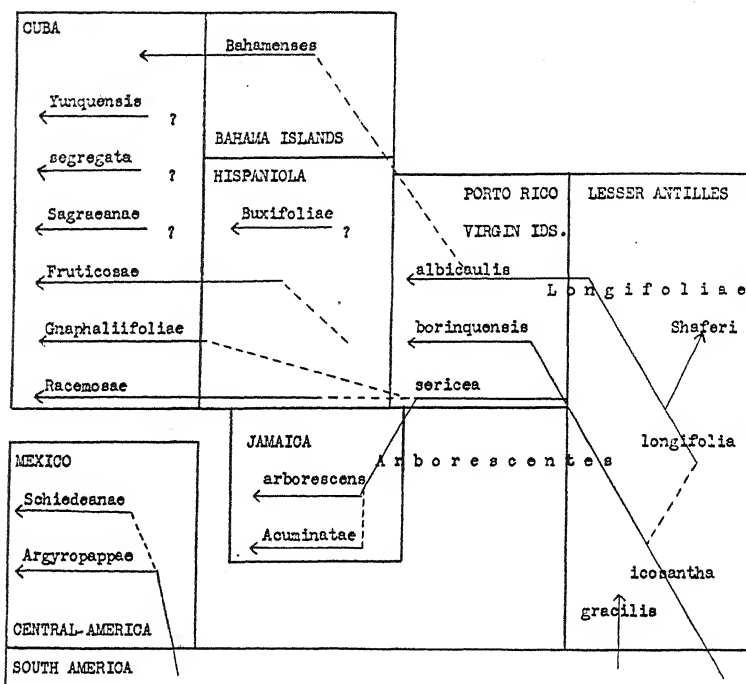 CUBA
Bahamenses
Yunquensis
?
BAHAMA ISLANDS
segregata
?
HISPANIOLA
PORTO RICO
VIRGIN IDS.
LESSER ANTILLES
Sagraeanae
?
Buxifoliae
?
Fruticosae
albicaulis
Longifoliae
Gnaphaliifoliae
borinquensis
Shaferi
Racemosae
sericea
JAMAICA
longifolia
Arborescentes
MEXICO
arborescens
Schiedeanae
Acuminatae
Argyropappae
icosantha
gracilis
CENTRAL-AMERICA
SOUTH AMERICA